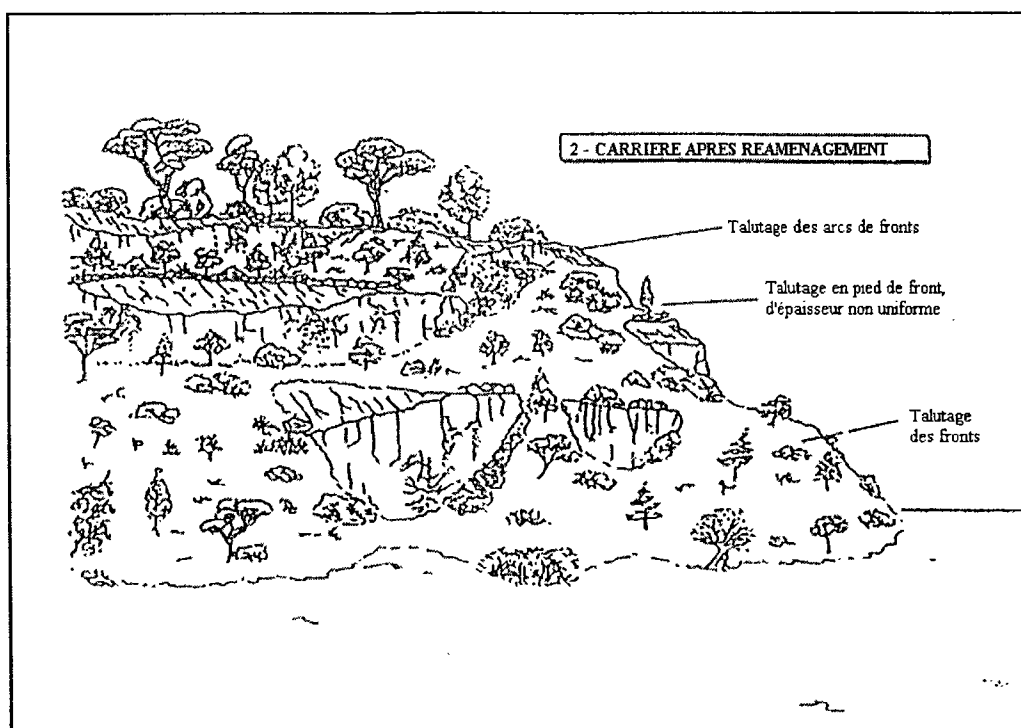 2 - CARRIERE APRES REAMENAGEMENT
Talutage des arcs de fronts
Talutage en pied de front,
d'épaisseur non uniforme
Talutage
des fronts